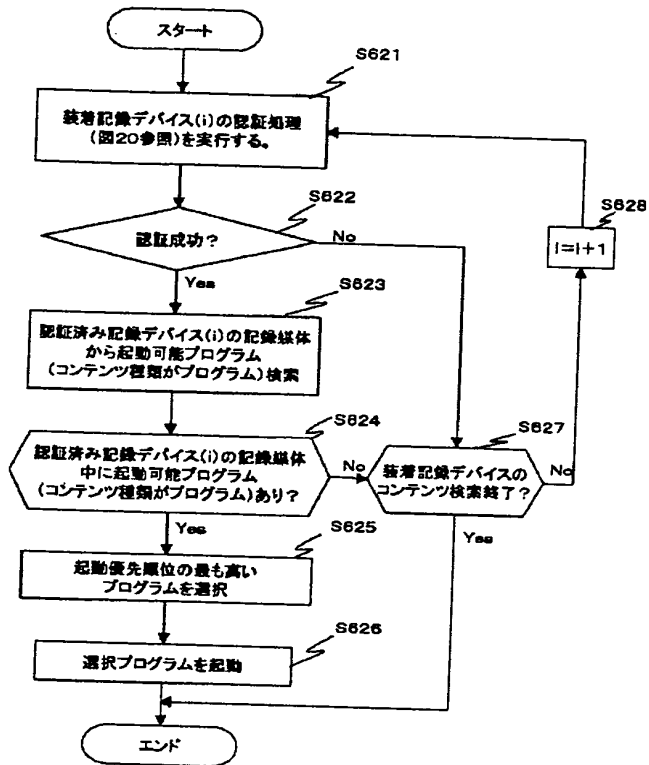 スタート
S621
装着記録デバイス(i)の認証処理
(図20参照)を実行する。
S622
認証成功？
No
Yes
S628
i=i+1
S623
認証済み記録デバイス(i)の記録媒体
から起動可能プログラム
(コンテンツ種類がプログラム)検索
S624
認証済み記録デバイス(i)の記録媒体
中に起動可能プログラム
(コンテンツ種類がプログラム)あり？
No
Yes
S627
装着記録デバイスの
コンテンツ検索終了？
No
Yes
S625
起動優先順位の最も高い
プログラムを選択
S626
選択プログラムを起動
エンド